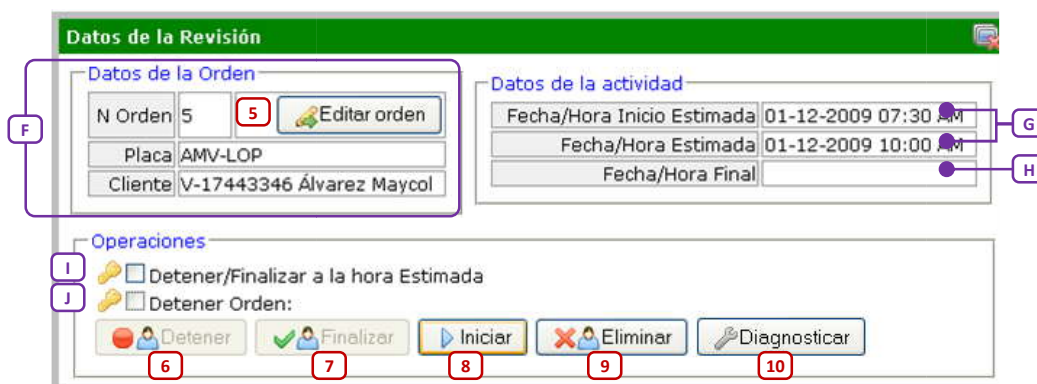 Datos de la Revisión
Datos de la Orden
N Orden 5 5 Editar orden
Placa AMV-LOP
Cliente V-17443346 Álvarez Maycol
F
Datos de la actividad
Fecha/Hora Inicio Estimada 01-12-2009 07:30 AM
Fecha/Hora Estimada 01-12-2009 10:00 AM
Fecha/Hora Final
G
H
Operaciones
I Detener/Finalizar a la hora Estimada
J Detener Orden:
Detener Finalizar Iniciar Eliminar Diagnosticar
6 7 8 9 10